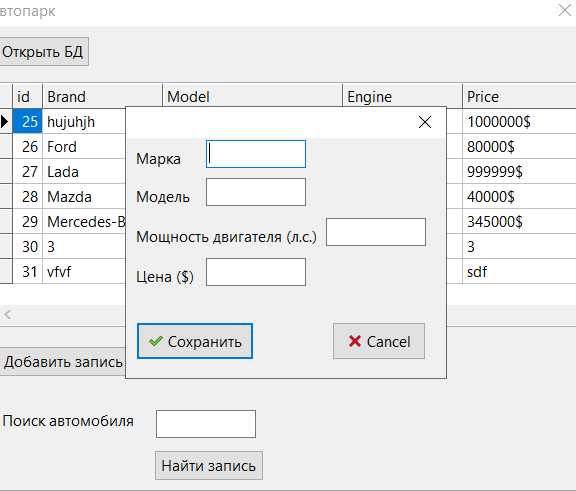 втопарк
Открыть БД
id Brand Model Engine Price
25 hujuhjh 1000000$
26 Ford 80000$
27 Lada 999999$
28 Mazda 40000$
29 Mercedes-B 345000$
30 3 3
31 vfvf sdf
Марка
Модель
Мощность двигателя (л.с.)
Цена ($)
Сохранить Cancel
Добавить запись
Поиск автомобиля
Найти запись